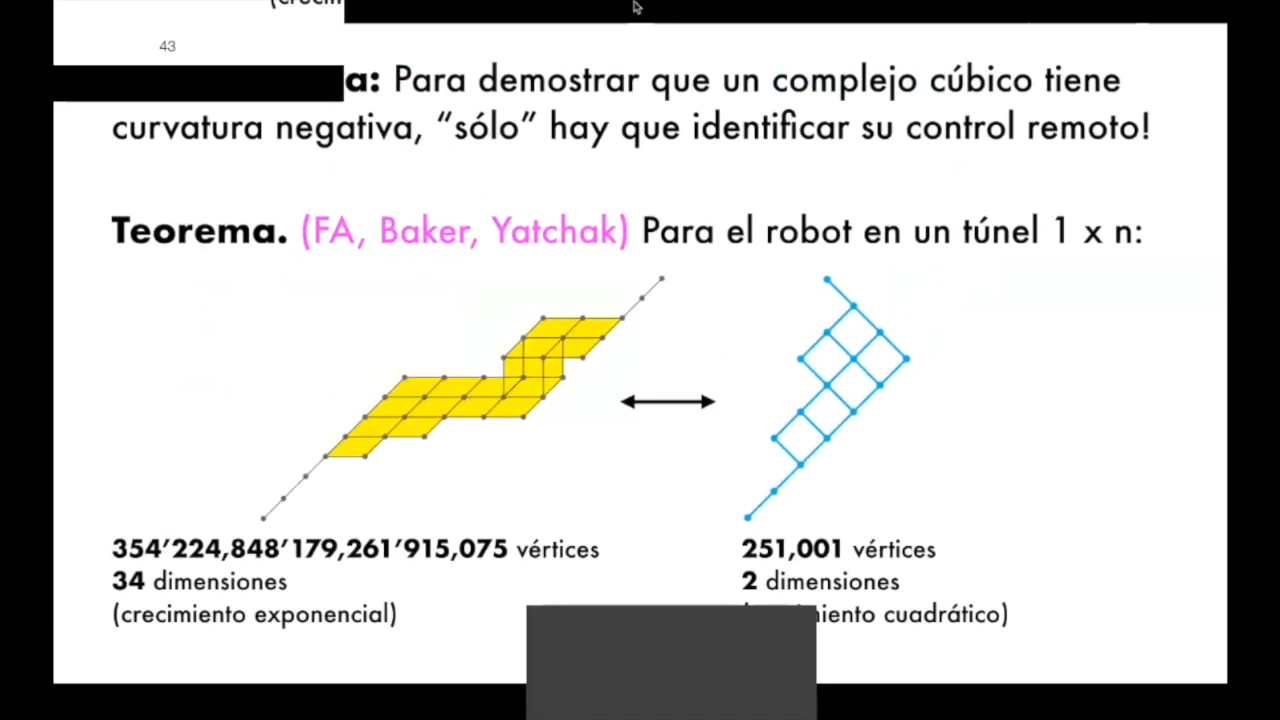 43
a: Para demostrar que un complejo cúbico tiene
curvatura negativa, “sólo” hay que identificar su control remoto!
Teorema. (FA, Baker, Yatchak) Para el robot en un túnel 1 x n:
354′224,848′179,261′915,075 vértices
34 dimensiones
(crecimiento exponencial)
251,001 vértices
2 dimensiones
cuadrático)